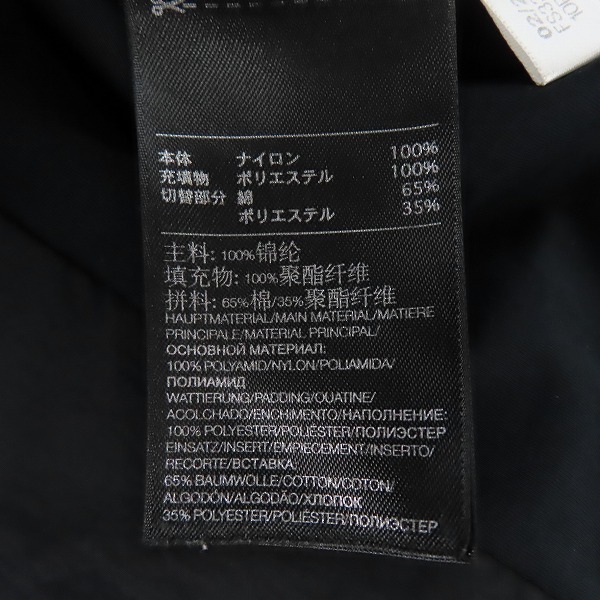 本体 ナイロン 100%
充填物 ポリエステル 100%
切替部分 綿 65%
ポリエステル 35%
主料: 100%锦纶
填充物: 100%聚酯纤维
拼料: 65%棉/35%聚酯纤维
HAUPTMATERIAL/MAIN MATERIAL/MATIERE
PRINCIPALE/MATERIAL PRINCIPAL/
ОСНОВНОЙ МАТЕРИАЛ:
100% POLYAMID/NYLON/POLIAMIDA/
ПОЛИАМИД
WATTIERUNG/PADDING/OUATINE/
ACOLCHADO/ENCHIMENTO/НАПОЛНЕНИЕ:
100% POLYESTER/POLIÉSTER/ПОЛИЭСТЕР
EINSATZ/INSERT/EMPIECEMENT/INSERTO/
RECORTE/ВСТАВКА:
65% BAUMWOLLE/COTTON/COTON/
ALGODÓN/ALGODÃO/ХЛОПОК
35% POLYESTER/POLIÉSTER/ПОЛИЭСТЕР
02/2